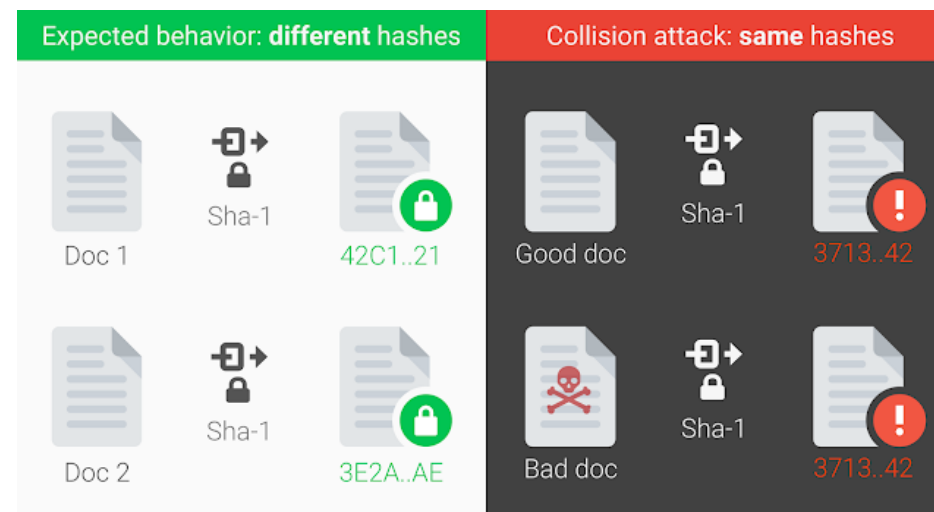 Expected behavior: different hashes
Sha-1
Doc 1
42C1..21
Sha-1
Doc 2
3E2A..AE
Collision attack: same hashes
Sha-1
Good doc
3713..42
Sha-1
Bad doc
3713..42